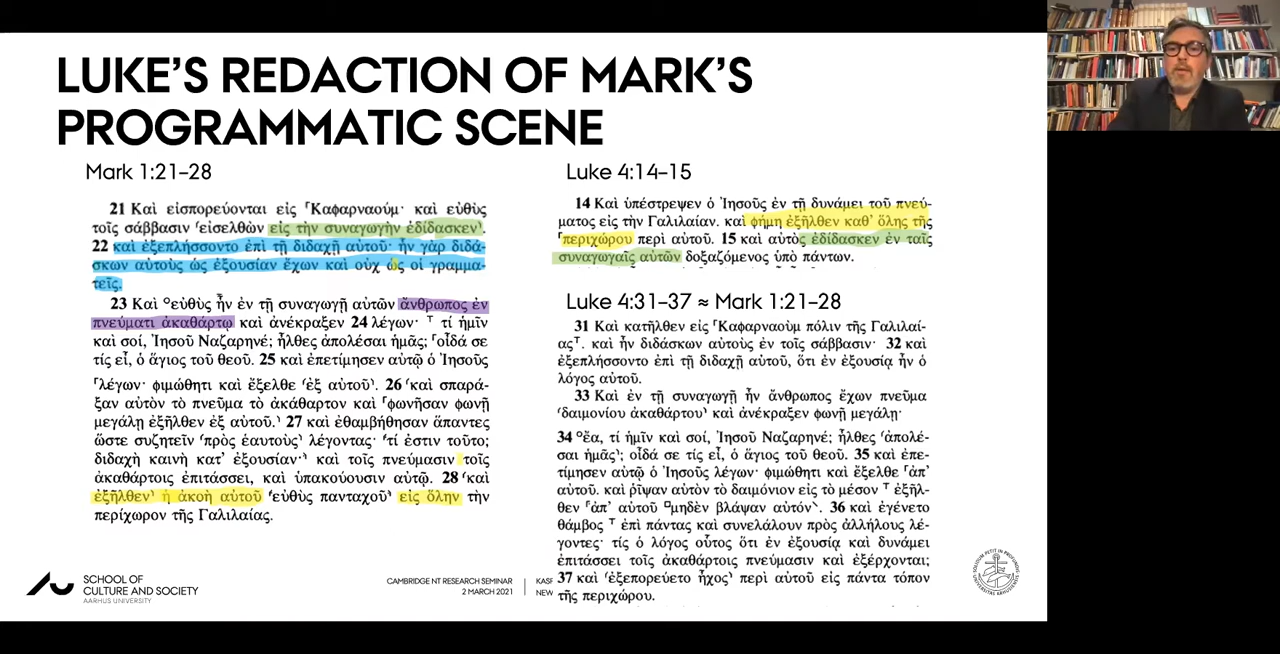 LUKE'S REDACTION OF MARK'S
PROGRAMMATIC SCENE
Mark 1:21–28
21 Καὶ εἰσπορεύονται εἰς ⸀Καφαρναούμ· καὶ εὐθὺς
τοῖς σάββασιν ⸂εἰσελθὼν εἰς τὴν συναγωγὴν ἐδίδασκεν⸃.
22 καὶ ἐξεπλήσσοντο ἐπὶ τῇ διδαχῇ αὐτοῦ· ἦν γὰρ διδά-
σκων αὐτοὺς ὡς ἐξουσίαν ἔχων καὶ οὐχ ὡς οἱ γραμμα-
τεῖς.
23 Καὶ ⸰εὐθὺς ἦν ἐν τῇ συναγωγῇ αὐτῶν ἄνθρωπος ἐν
πνεύματι ἀκαθάρτῳ καὶ ἀνέκραξεν 24 λέγων· ⸆ τί ἡμῖν
καὶ σοί, Ἰησοῦ Ναζαρηνέ; ἦλθες ἀπολέσαι ἡμᾶς; ⸀οἶδά σε
τίς εἶ, ὁ ἅγιος τοῦ θεοῦ. 25 καὶ ἐπετίμησεν αὐτῷ ὁ Ἰησοῦς
⸀λέγων· φιμώθητι καὶ ἔξελθε ⸂ἐξ αὐτοῦ⸃. 26 ⸂καὶ σπαρά-
ξαν αὐτὸν τὸ πνεῦμα τὸ ἀκάθαρτον καὶ ⸀φωνῆσαν φωνῇ
μεγάλῃ ἐξῆλθεν ἐξ αὐτοῦ.⸃ 27 καὶ ἐθαμβήθησαν ἅπαντες
ὥστε συζητεῖν ⸂πρὸς ἑαυτοὺς⸃ λέγοντας· ⸂τί ἐστιν τοῦτο;
διδαχὴ καινὴ κατ' ἐξουσίαν·⸃ καὶ τοῖς πνεύμασιν τοῖς
ἀκαθάρτοις ἐπιτάσσει, καὶ ὑπακούουσιν αὐτῷ. 28 ⸂καὶ
ἐξῆλθεν⸃ ἡ ἀκοὴ αὐτοῦ ⸂εὐθὺς πανταχοῦ⸃ εἰς ὅλην τὴν
περίχωρον τῆς Γαλιλαίας.
Luke 4:14–15
14 Καὶ ὑπέστρεψεν ὁ Ἰησοῦς ἐν τῇ δυνάμει τοῦ πνεύ-
ματος εἰς τὴν Γαλιλαίαν. καὶ φήμη ἐξῆλθεν καθ' ὅλης τῆς
⸀περιχώρου περὶ αὐτοῦ. 15 καὶ αὐτὸς ἐδίδασκεν ἐν ταῖς
συναγωγαῖς αὐτῶν δοξαζόμενος ὑπὸ πάντων.
Luke 4:31–37 ≈ Mark 1:21–28
31 Καὶ κατῆλθεν εἰς ⸀Καφαρναοὺμ πόλιν τῆς Γαλιλαί-
ας⸆. καὶ ἦν διδάσκων αὐτοὺς ἐν τοῖς σάββασιν· 32 καὶ
ἐξεπλήσσοντο ἐπὶ τῇ διδαχῇ αὐτοῦ, ὅτι ἐν ἐξουσίᾳ ἦν ὁ
λόγος αὐτοῦ.
33 Καὶ ἐν τῇ συναγωγῇ ἦν ἄνθρωπος ἔχων πνεῦμα
⸂δαιμονίου ἀκαθάρτου⸃ καὶ ἀνέκραξεν φωνῇ μεγάλῃ·
34 ⸰ἔα, τί ἡμῖν καὶ σοί, Ἰησοῦ Ναζαρηνέ; ἦλθες ⸂ἀπολέ-
σαι ἡμᾶς⸃; οἶδά σε τίς εἶ, ὁ ἅγιος τοῦ θεοῦ. 35 καὶ ἐπε-
τίμησεν αὐτῷ ὁ Ἰησοῦς λέγων· φιμώθητι καὶ ἔξελθε ⸀ἀπ'
αὐτοῦ. καὶ ῥῖψαν αὐτὸν τὸ δαιμόνιον εἰς τὸ μέσον ⸆ ἐξῆλ-
θεν ⸀ἀπ' αὐτοῦ ⸋μηδὲν βλάψαν αὐτόν⸌. 36 καὶ ἐγένετο
θάμβος ⸆ ἐπὶ πάντας καὶ συνελάλουν πρὸς ἀλλήλους λέ-
γοντες· τίς ὁ λόγος οὗτος ὅτι ἐν ἐξουσίᾳ καὶ δυνάμει
ἐπιτάσσει τοῖς ἀκαθάρτοις πνεύμασιν καὶ ἐξέρχονται;
37 καὶ ⸂ἐξεπορεύετο ἦχος⸃ περὶ αὐτοῦ εἰς πάντα τόπον
τῆς περιχώρου.
SCHOOL OF
CULTURE AND SOCIETY
AARHUS UNIVERSITY
CAMBRIDGE NT RESEARCH SEMINAR
2 MARCH 2021
KASF
NEW